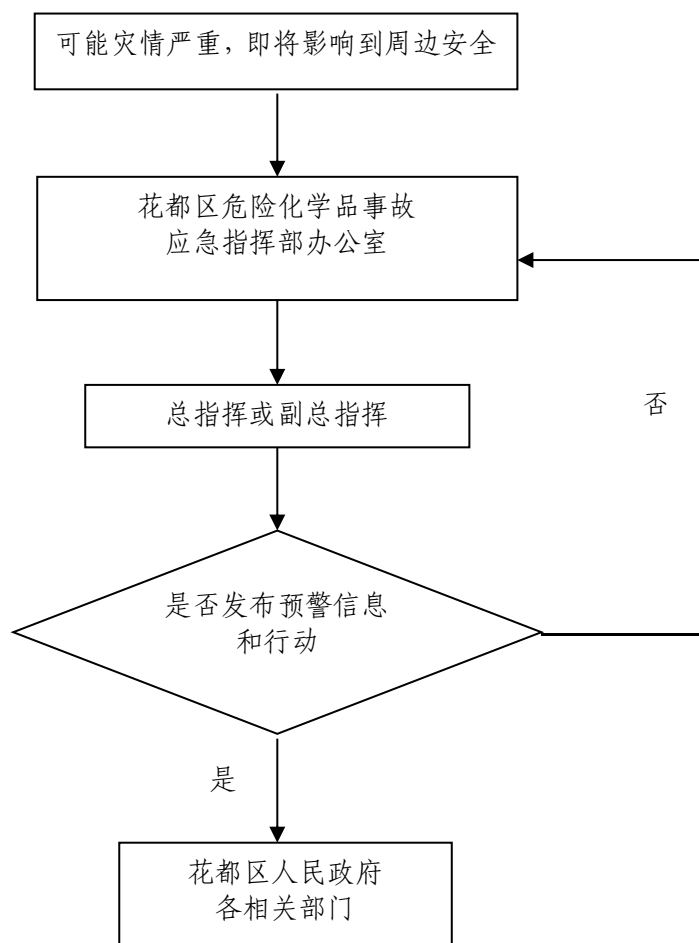 可能灾情严重，即将影响到周边安全
花都区危险化学品事故
应急指挥部办公室
总指挥或副总指挥
否
是否发布预警信息
和行动
是
花都区人民政府
各相关部门